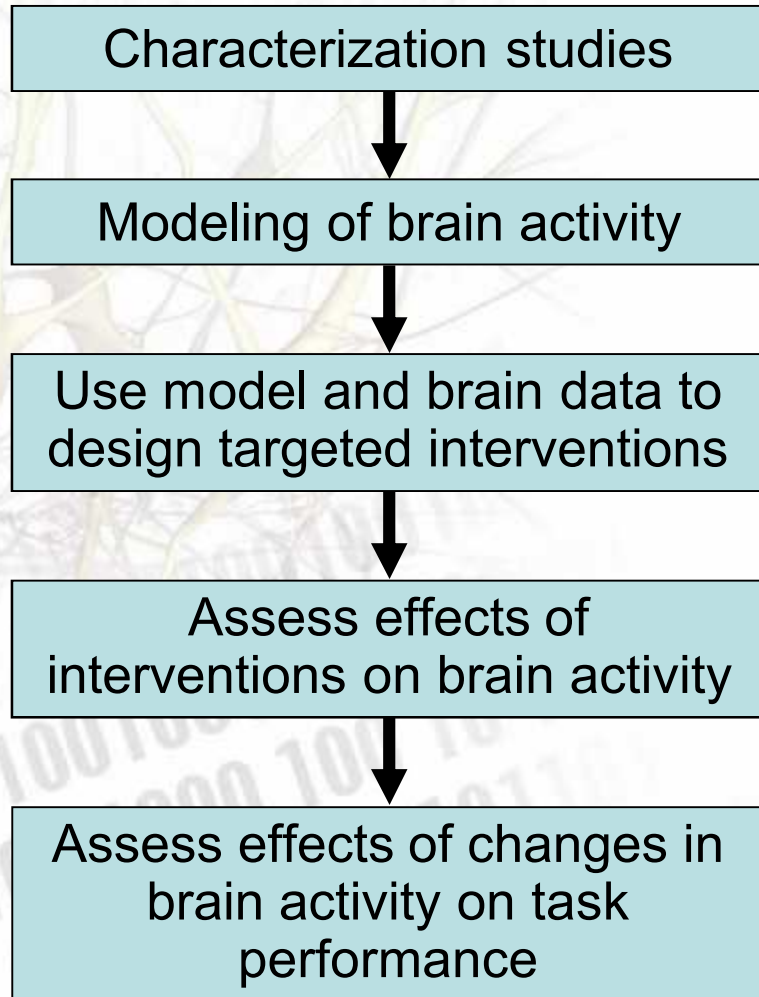 Characterization studies
Modeling of brain activity
Use model and brain data to
design targeted interventions
Assess effects of
interventions on brain activity
Assess effects of changes in
brain activity on task
performance